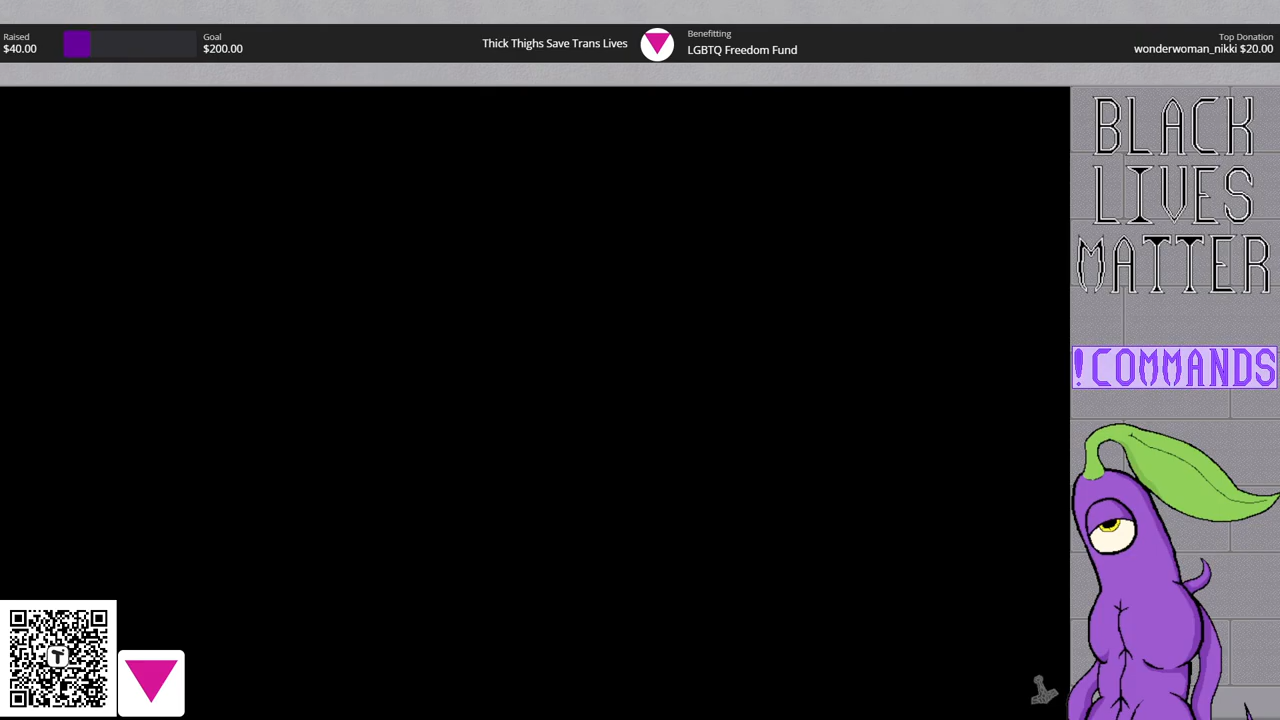 Raised
$40.00
Goal
$200.00
Thick Thighs Save Trans Lives
Benefitting
LGBTQ Freedom Fund
Top Donation
wonderwoman_nikki $20.00
BLACK
LIVES
MATTER
!COMMANDS
T